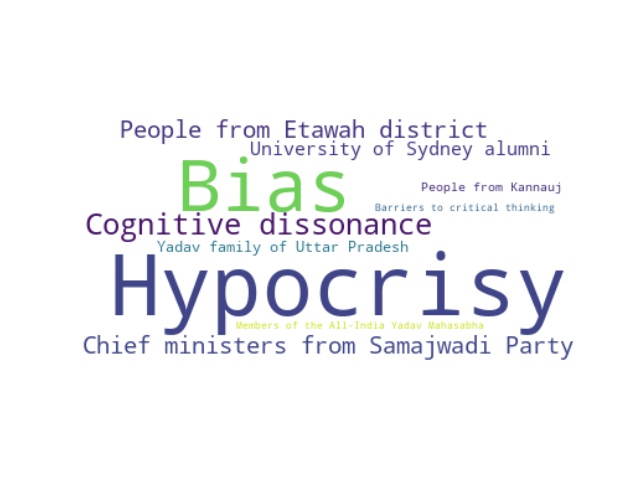 People from Etawah district
University of Sydney alumni
Bias
People from Kannauj
Barriers to critical thinking
Cognitive dissonance
Yadav family of Uttar Pradesh
Hypocrisy
Members of the All-India Yadav Mahasabha
Chief ministers from Samajwadi Party